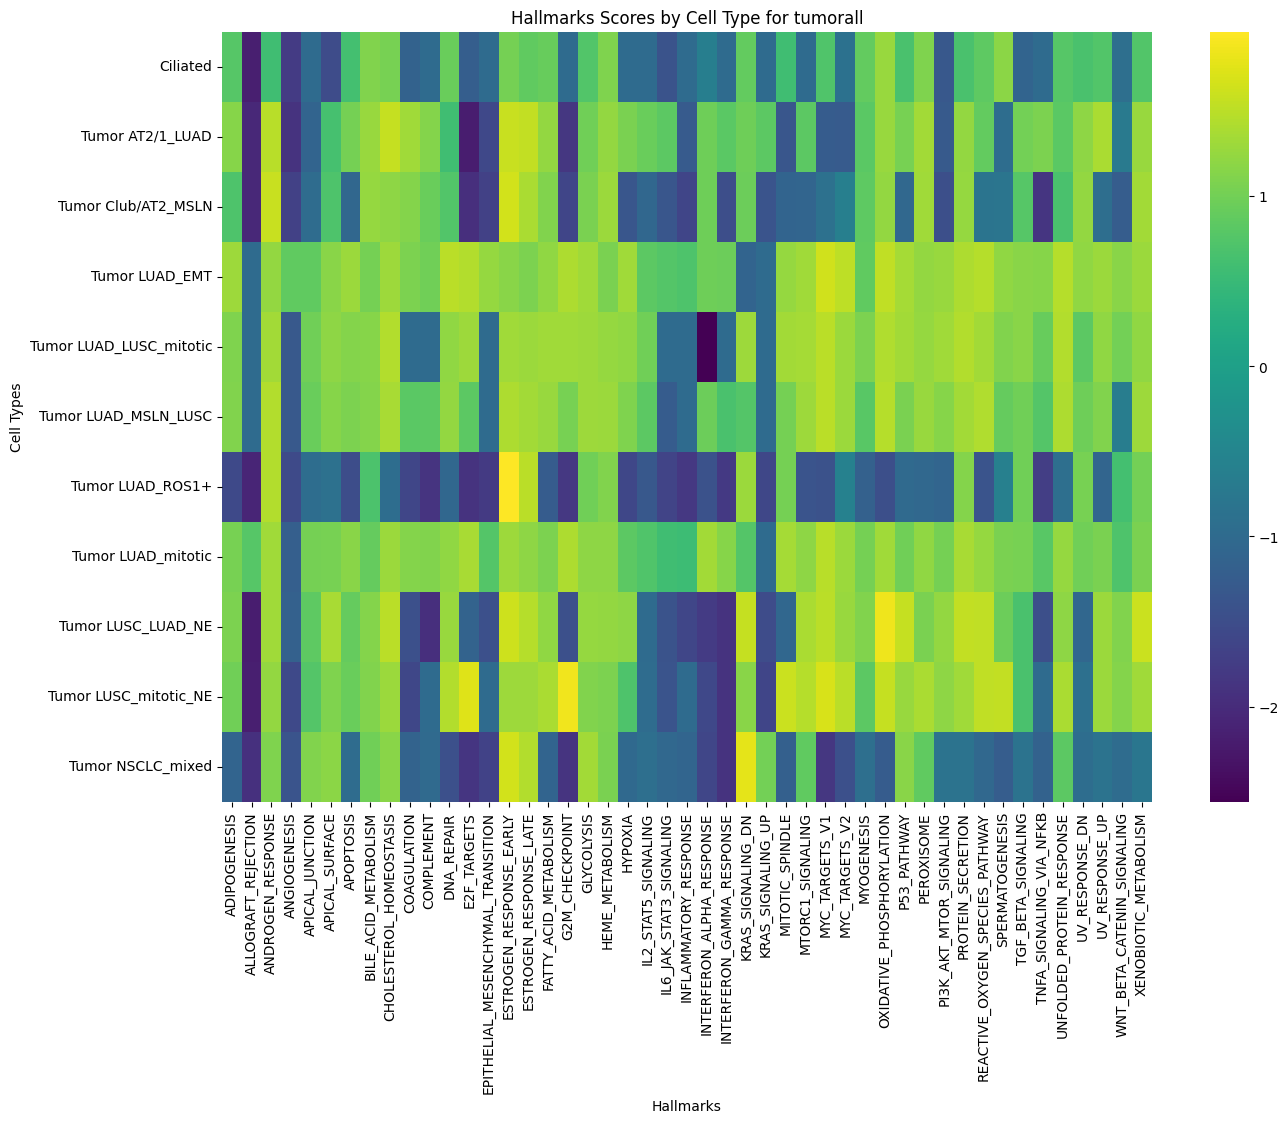 Hallmarks Scores by Cell Type for tumorall
Cell Types
Ciliated
Tumor AT2/1_LUAD
Tumor Club/AT2_MSLN
Tumor LUAD_EMT
Tumor LUAD_LUSC_mitotic
Tumor LUAD_MSLN_LUSC
Tumor LUAD_ROS1+
Tumor LUAD_mitotic
Tumor LUSC_LUAD_NE
Tumor LUSC_mitotic_NE
Tumor NSCLC_mixed
1
0
−1
−2
ADIPOGENESIS
ALLOGRAFT_REJECTION
ANDROGEN_RESPONSE
ANGIOGENESIS
APICAL_JUNCTION
APICAL_SURFACE
APOPTOSIS
BILE_ACID_METABOLISM
CHOLESTEROL_HOMEOSTASIS
COAGULATION
COMPLEMENT
DNA_REPAIR
E2F_TARGETS
EPITHELIAL_MESENCHYMAL_TRANSITION
ESTROGEN_RESPONSE_EARLY
ESTROGEN_RESPONSE_LATE
FATTY_ACID_METABOLISM
G2M_CHECKPOINT
GLYCOLYSIS
HEME_METABOLISM
HYPOXIA
IL2_STAT5_SIGNALING
IL6_JAK_STAT3_SIGNALING
INFLAMMATORY_RESPONSE
INTERFERON_ALPHA_RESPONSE
INTERFERON_GAMMA_RESPONSE
KRAS_SIGNALING_DN
KRAS_SIGNALING_UP
MITOTIC_SPINDLE
MTORC1_SIGNALING
MYC_TARGETS_V1
MYC_TARGETS_V2
MYOGENESIS
OXIDATIVE_PHOSPHORYLATION
P53_PATHWAY
PEROXISOME
PI3K_AKT_MTOR_SIGNALING
PROTEIN_SECRETION
REACTIVE_OXYGEN_SPECIES_PATHWAY
SPERMATOGENESIS
TGF_BETA_SIGNALING
TNFA_SIGNALING_VIA_NFKB
UNFOLDED_PROTEIN_RESPONSE
UV_RESPONSE_DN
UV_RESPONSE_UP
WNT_BETA_CATENIN_SIGNALING
XENOBIOTIC_METABOLISM
Hallmarks